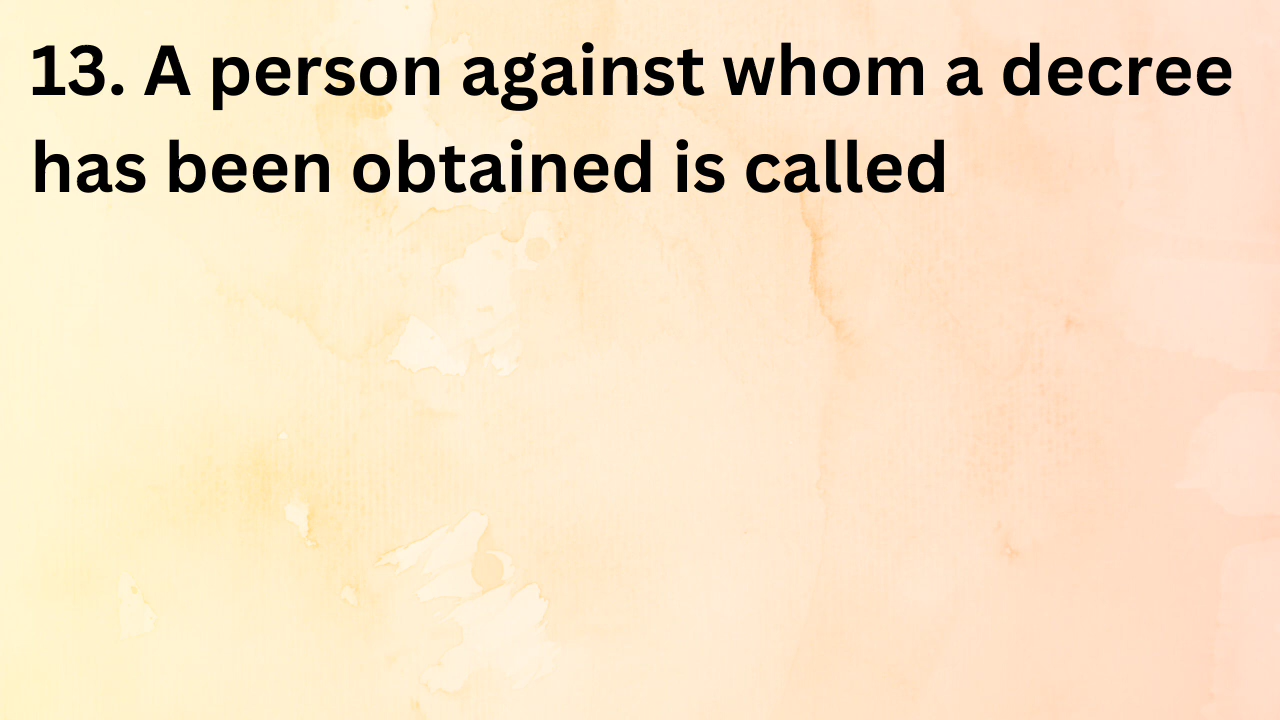 13. A person against whom a decree
has been obtained is called